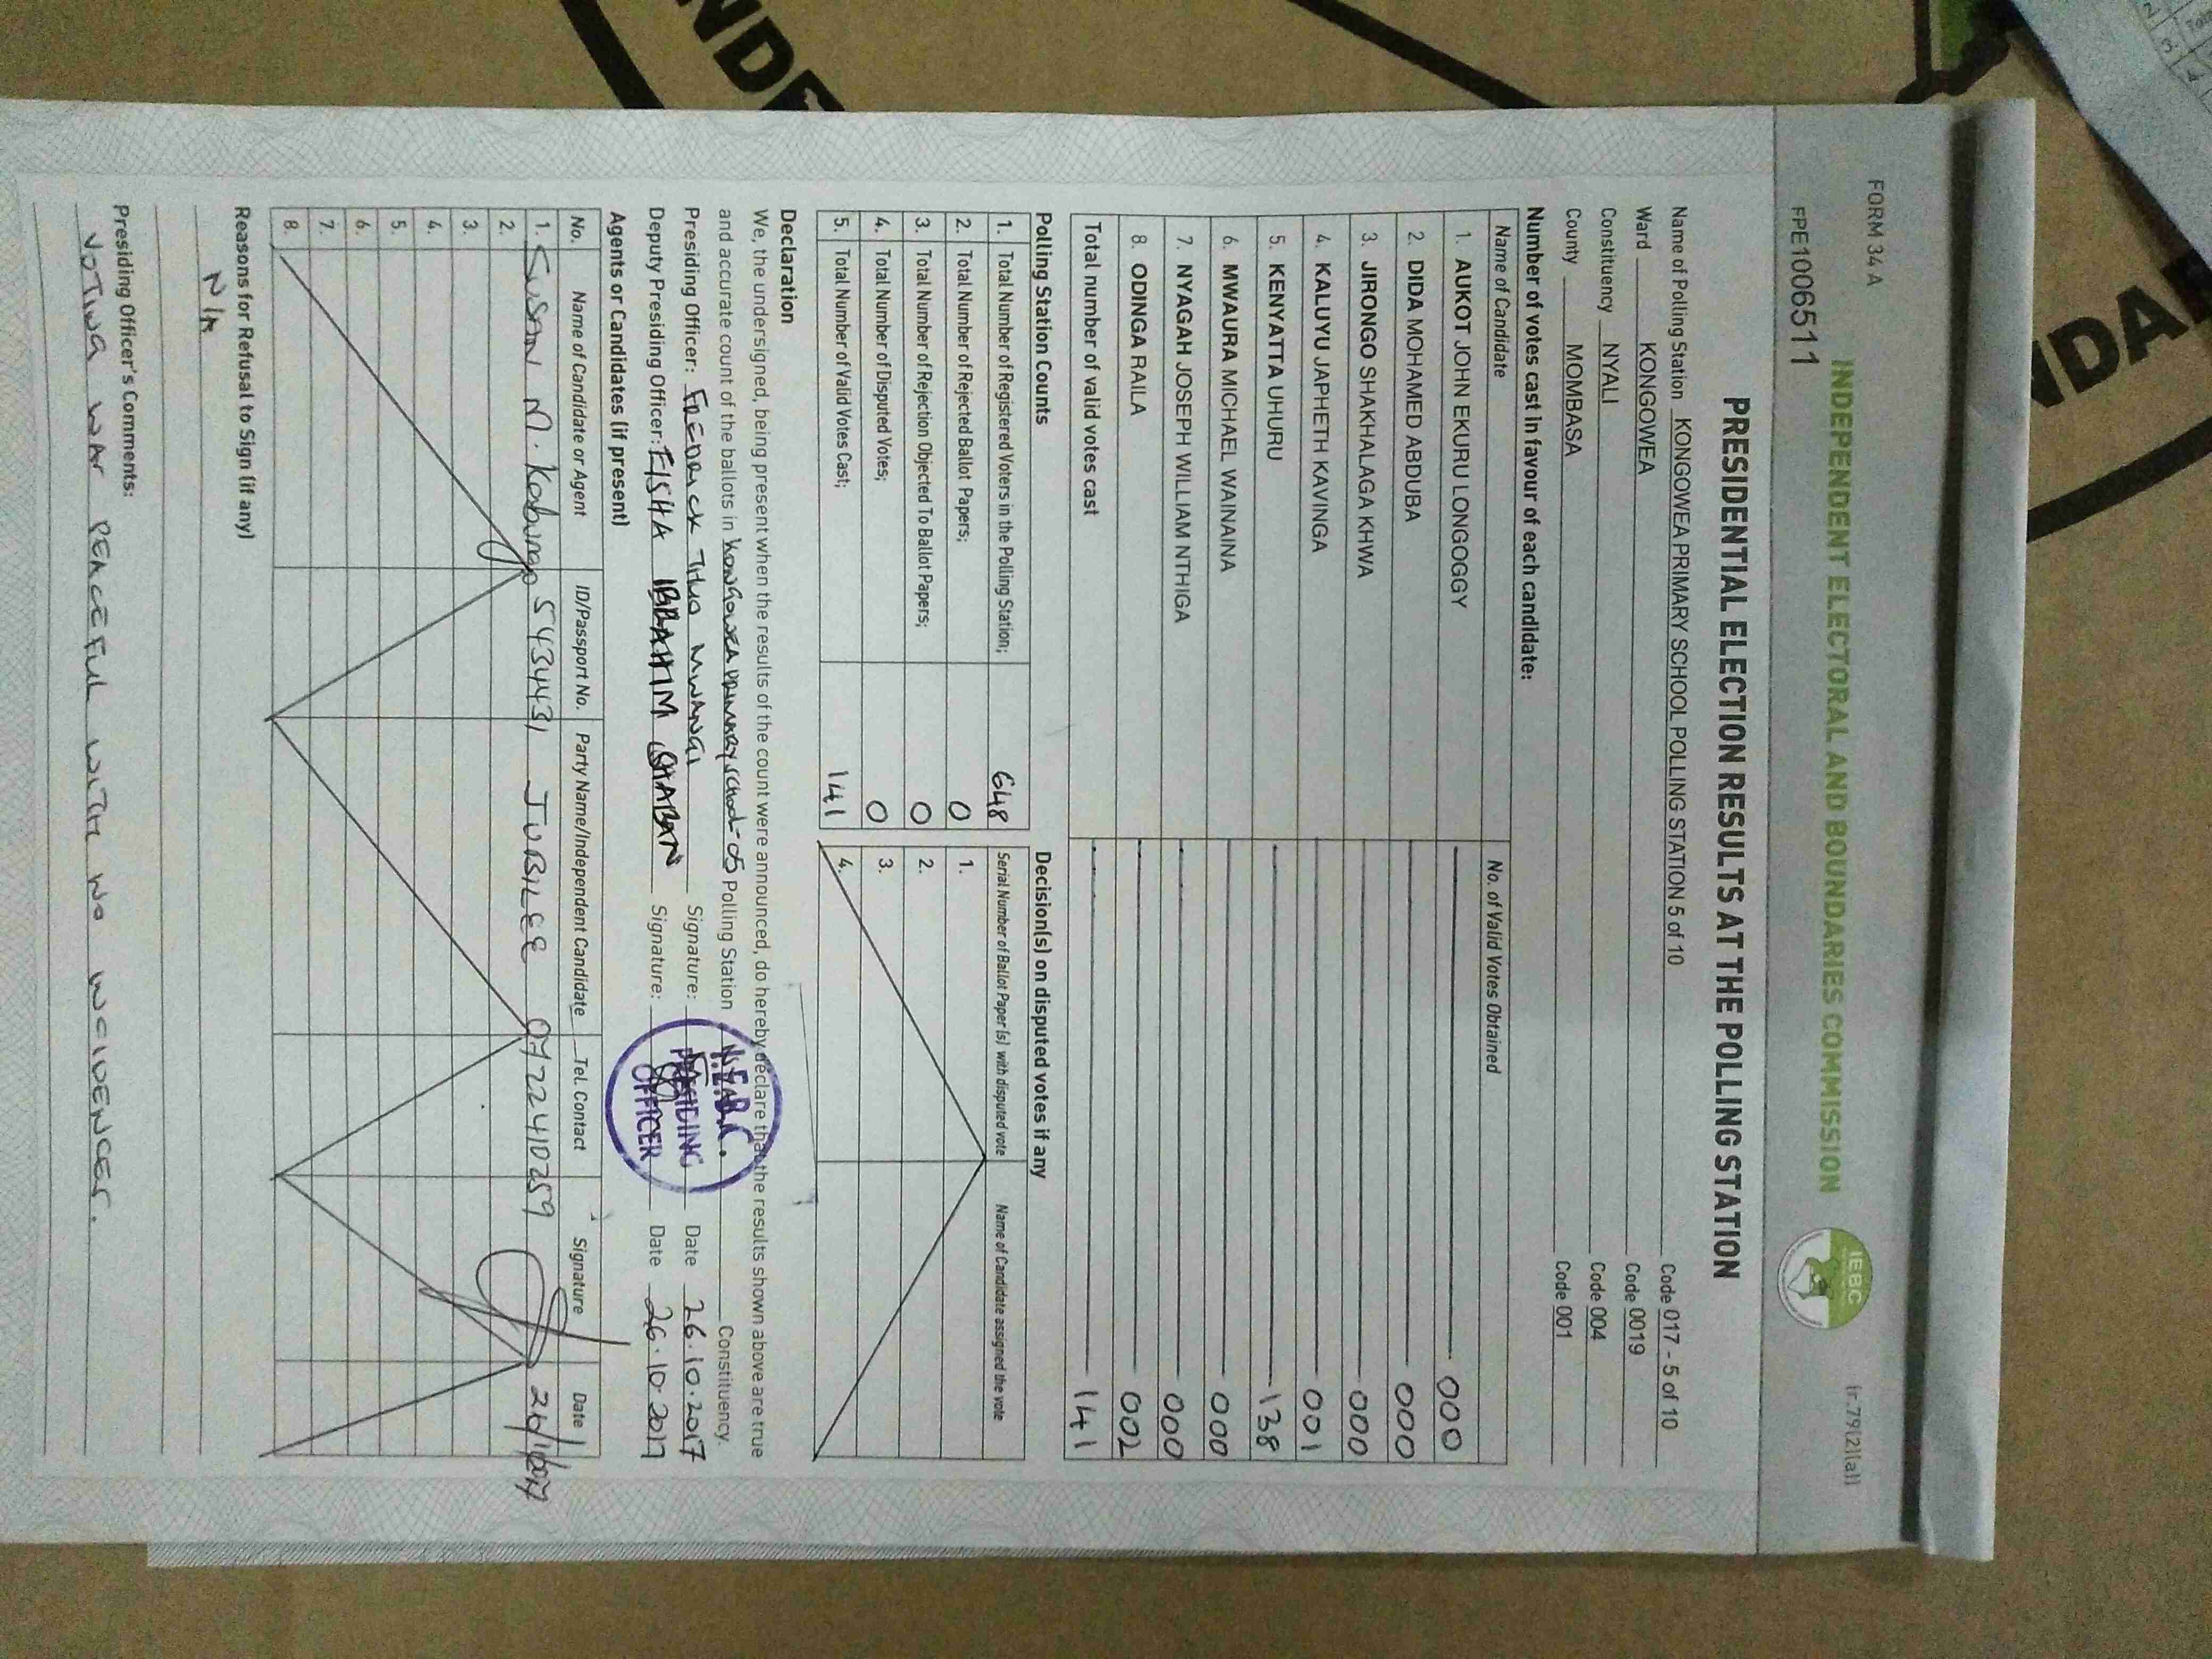 FORM 34 A
(r.79(2)(a))
INDEPENDENT ELECTORAL AND BOUNDARIES COMMISSION
IEBC
FPE1006511
PRESIDENTIAL ELECTION RESULTS AT THE POLLING STATION
Name of Polling Station KONGOWEA PRIMARY SCHOOL POLLING STATION 5 of 10 Code 017 - 5 of 10
Ward KONGOWEA Code 0019
Constituency NYALI Code 004
County MOMBASA Code 001
Number of votes cast in favour of each candidate:
Name of Candidate No. of Valid Votes Obtained
1. AUKOT JOHN EKURU LONGOGGY 000
2. DIDA MOHAMED ABDUBA 000
3. JIRONGO SHAKHALAGA KHWA 000
4. KALUYU JAPHETH KAVINGA 001
5. KENYATTA UHURU 138
6. MWAURA MICHAEL WAINAINA 000
7. NYAGAH JOSEPH WILLIAM NTHIGA 000
8. ODINGA RAILA 002
Total number of valid votes cast 141
Polling Station Counts
1. Total Number of Registered Voters in the Polling Station; 648
2. Total Number of Rejected Ballot Papers; 0
3. Total Number of Rejection Objected To Ballot Papers; 0
4. Total Number of Disputed Votes; 0
5. Total Number of Valid Votes Cast; 141
Decision(s) on disputed votes if any
Serial Number of Ballot Paper (s) with disputed vote Name of Candidate assigned the vote
1.
2.
3.
4.
Declaration
We, the undersigned, being present when the results of the count were announced, do hereby declare that the results shown above are true
and accurate count of the ballots in KONGOWEA PRIMARY SCHOOL-05 Polling Station Constituency.
Presiding Officer: FREDRICK TITUO MWANGI Signature: Date 26.10.2017
Deputy Presiding Officer: EISHA IBRAHIM SHABAN Signature: Date 26.10.2017
I.E.B.C.
PRESIDING
OFFICER
Agents or Candidates (if present)
No. Name of Candidate or Agent ID/Passport No. Party Name/Independent Candidate Tel. Contact Signature Date
1. SUSAN M. 5434431 JUBILEE 0722410259 26/10/2017
2.
3.
4.
5.
6.
7.
8.
Reasons for Refusal to Sign (if any)
N/A
Presiding Officer's Comments:
VOTING WAS PEACEFUL WITH NO INCIDENCES.